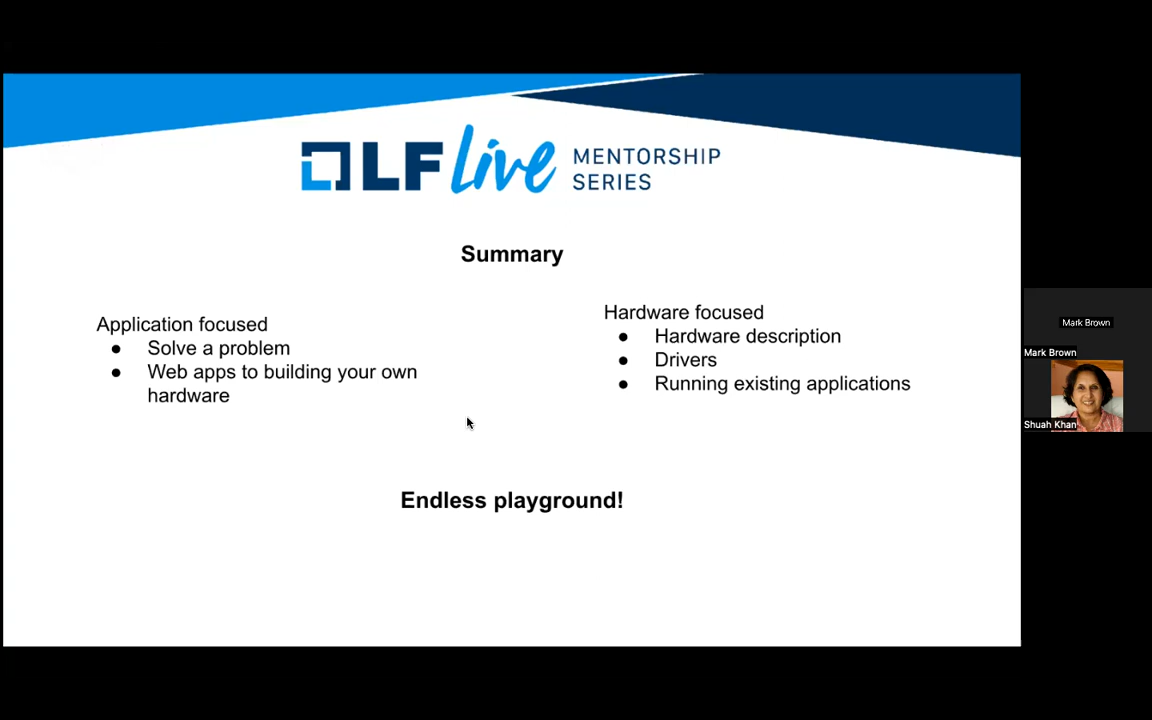 LF Live MENTORSHIP
SERIES
Summary
Application focused
● Solve a problem
● Web apps to building your own
hardware
Hardware focused
● Hardware description
● Drivers
● Running existing applications
Endless playground!
Mark Brown
Mark Brown
Shuah Khan